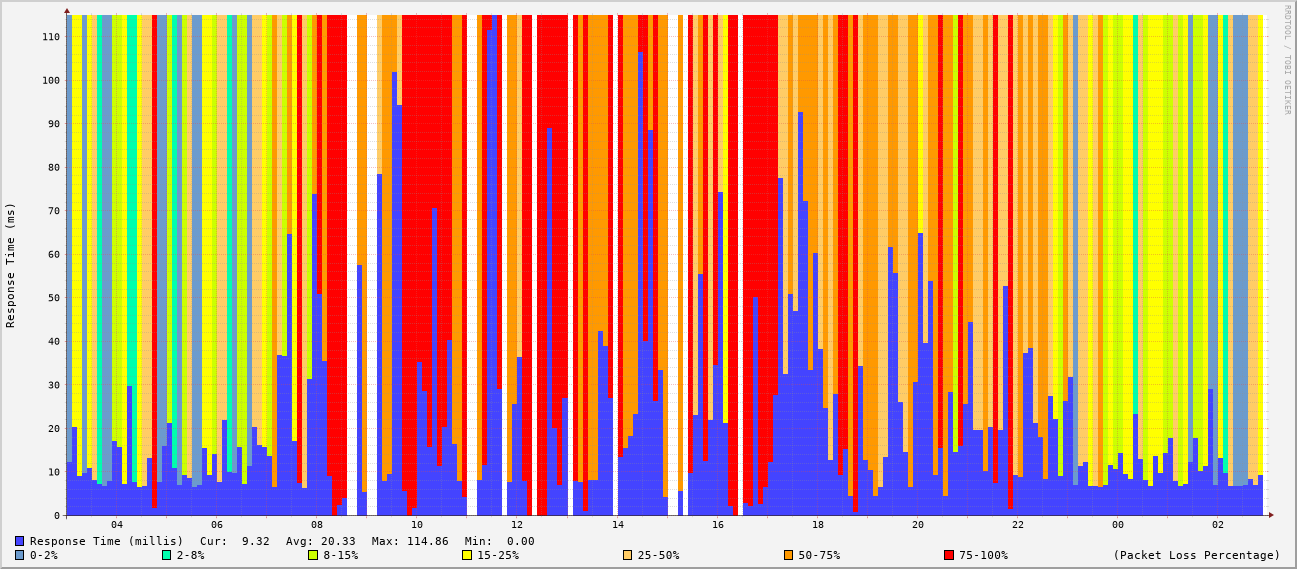 RRDTOOL / TOBI OETIKER
Response Time (ms)
110
100
90
80
70
60
50
40
30
20
10
0
04 06 08 10 12 14 16 18 20 22 00 02
Response Time (millis) Cur: 9.32 Avg: 20.33 Max: 114.86 Min: 0.00
0-2% 2-8% 8-15% 15-25% 25-50% 50-75% 75-100% (Packet Loss Percentage)